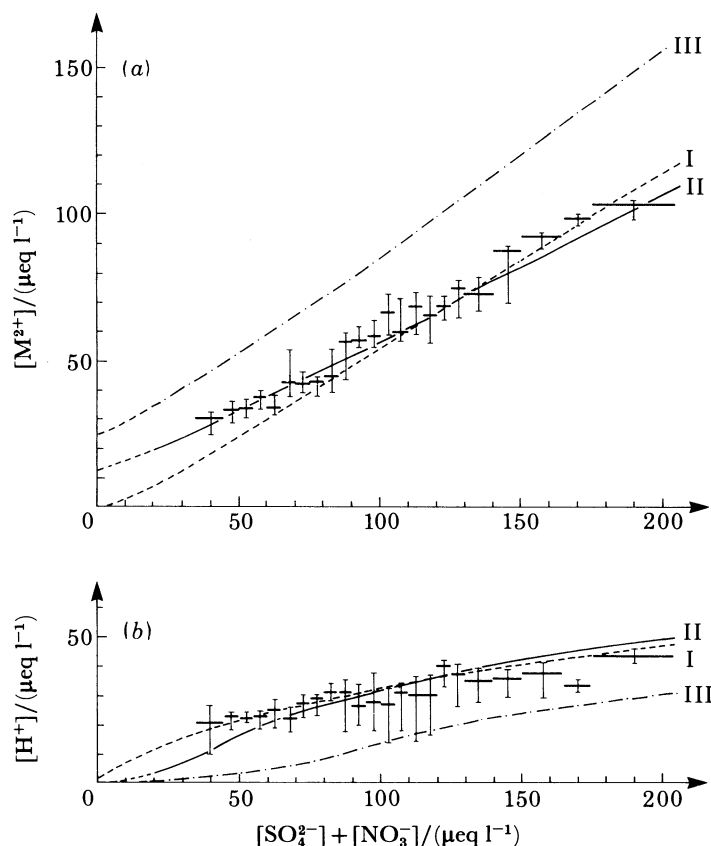 (a)
III
I
II
[M²⁺]/(μeq l⁻¹)
150
100
50
0
50
100
150
200
(b)
II
I
III
[H⁺]/(μeq l⁻¹)
50
0
50
100
150
200
[SO₄²⁻]+[NO₃⁻]/(μeq l⁻¹)